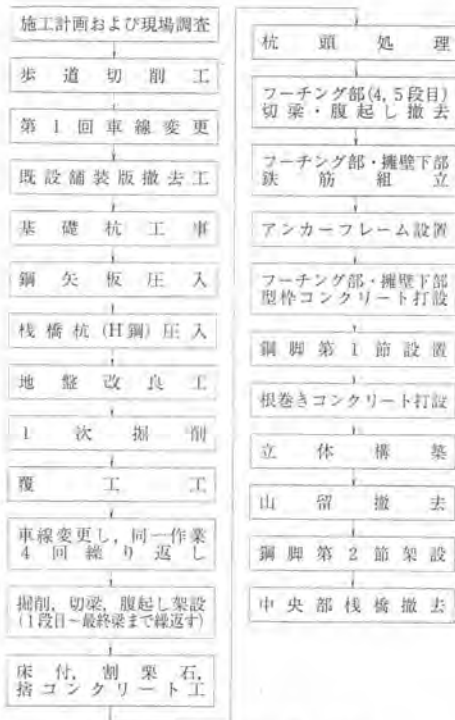 施工計画および現場調査
歩道切削工
第1回車線変更
既設舗装版撤去工
基礎杭工事
鋼矢板圧入
桟橋杭(H鋼)圧入
地盤改良工
1次掘削
覆工工
車線変更し,同一作業
4回繰り返し
掘削,切梁,腹起し架設
(1段目~最終梁まで繰返す)
床付,割栗石,
捨コンクリート工
杭頭処理
フーチング部(4,5段目)
切梁・腹起し撤去
フーチング部・擁壁下部
鉄筋組立
アンカーフレーム設置
フーチング部・擁壁下部
型枠コンクリート打設
鋼脚第1節設置
根巻きコンクリート打設
立体構築
山留撤去
鋼脚第2節架設
中央部桟橋撤去